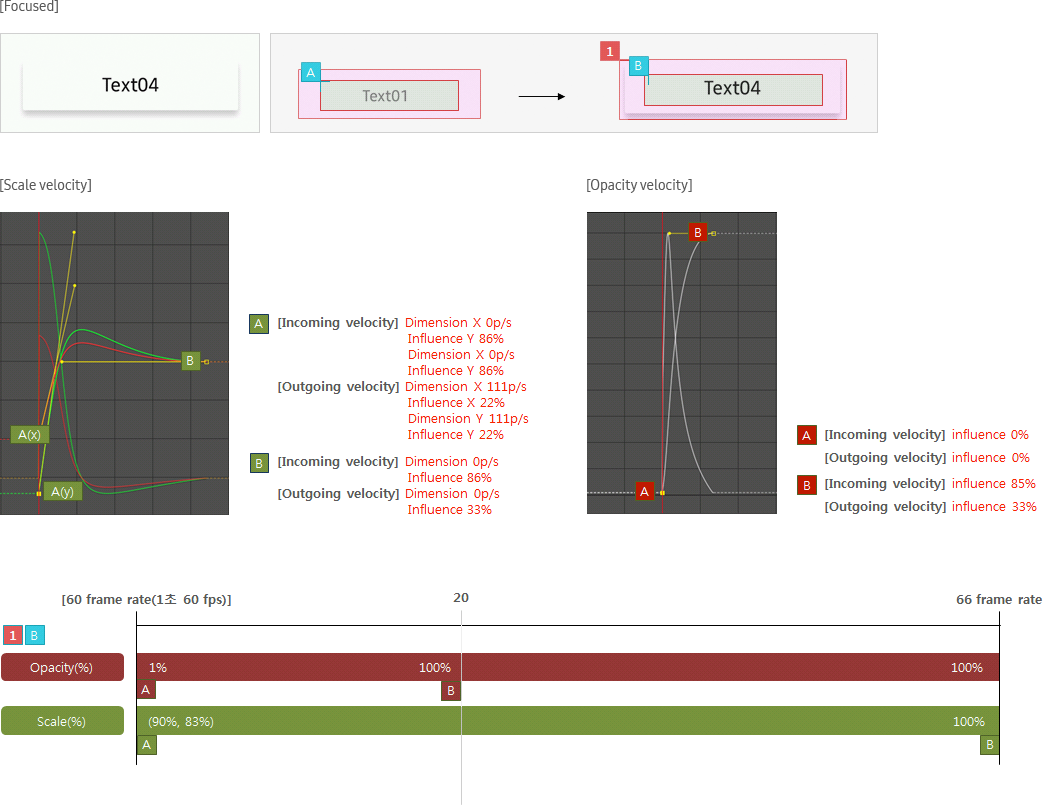 [Focused]
Text04
A
Text01
1
B
Text04
[Scale velocity]
[Opacity velocity]
B
A(x)
A(y)
A [Incoming velocity] Dimension X 0p/s
Influence Y 86%
Dimension X 0p/s
Influence Y 86%
[Outgoing velocity] Dimension X 111p/s
Influence X 22%
Dimension Y 111p/s
Influence Y 22%
B [Incoming velocity] Dimension 0p/s
Influence 86%
[Outgoing velocity] Dimension 0p/s
Influence 33%
B
A
A [Incoming velocity] influence 0%
[Outgoing velocity] influence 0%
B [Incoming velocity] influence 85%
[Outgoing velocity] influence 33%
[60 frame rate(1초 60 fps)]
20
66 frame rate
1 B
Opacity(%) 1% 100% 100%
A B
Scale(%) (90%, 83%) 100%
A B